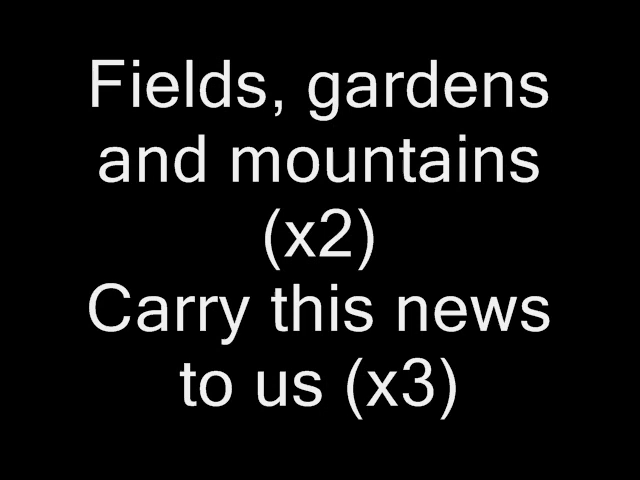 Fields, gardens
and mountains
(x2)
Carry this news
to us (x3)